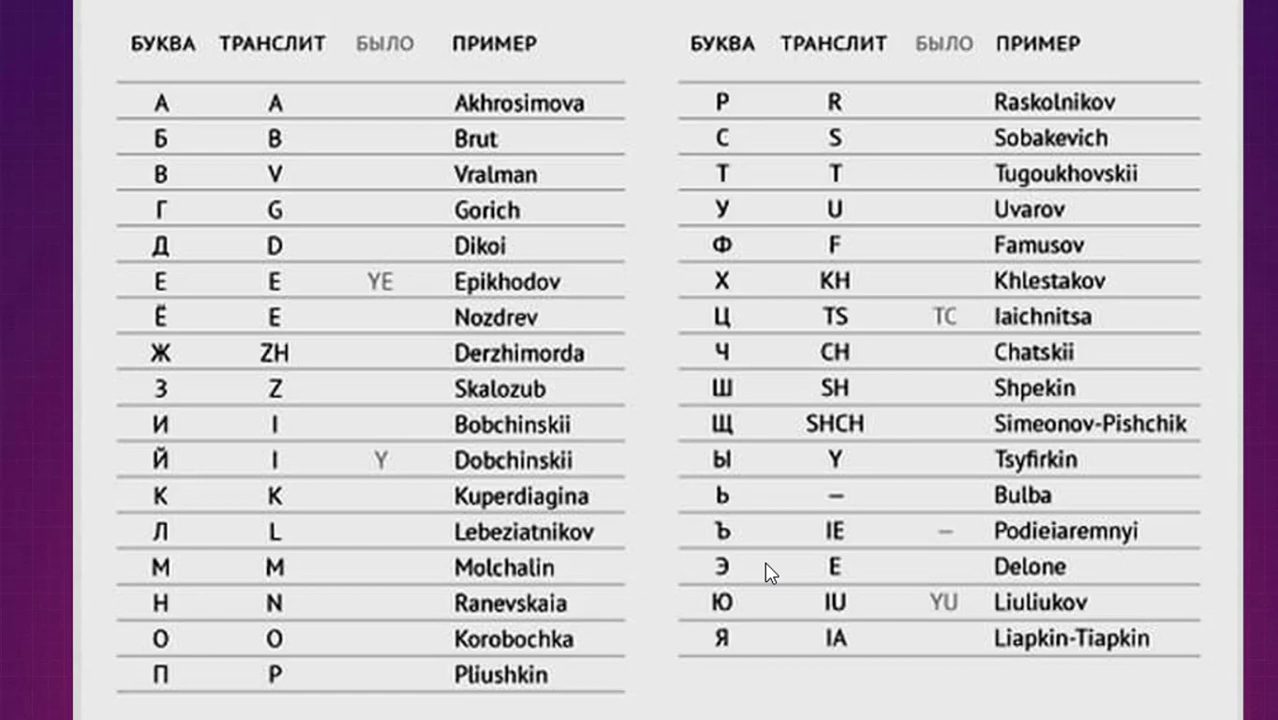 БУКВА ТРАНСЛИТ БЫЛО ПРИМЕР
А A Akhrosimova
Б B Brut
В V Vralman
Г G Gorich
Д D Dikoi
Е E YE Epikhodov
Ё E Nozdrev
Ж ZH Derzhimorda
З Z Skalozub
И I Bobchinskii
Й I Y Dobchinskii
К K Kuperdiagina
Л L Lebeziatnikov
М M Molchalin
Н N Ranevskaia
О O Korobochka
П P Pliushkin
БУКВА ТРАНСЛИТ БЫЛО ПРИМЕР
Р R Raskolnikov
С S Sobakevich
Т T Tugoukhovskii
У U Uvarov
Ф F Famusov
Х KH Khlestakov
Ц TS TC Iaichnitsa
Ч CH Chatskii
Ш SH Shpekin
Щ SHCH Simeonov-Pishchik
Ы Y Tsyfirkin
Ь – Bulba
Ъ IE – Podieiaremnyi
Э E Delone
Ю IU YU Liuliukov
Я IA Liapkin-Tiapkin